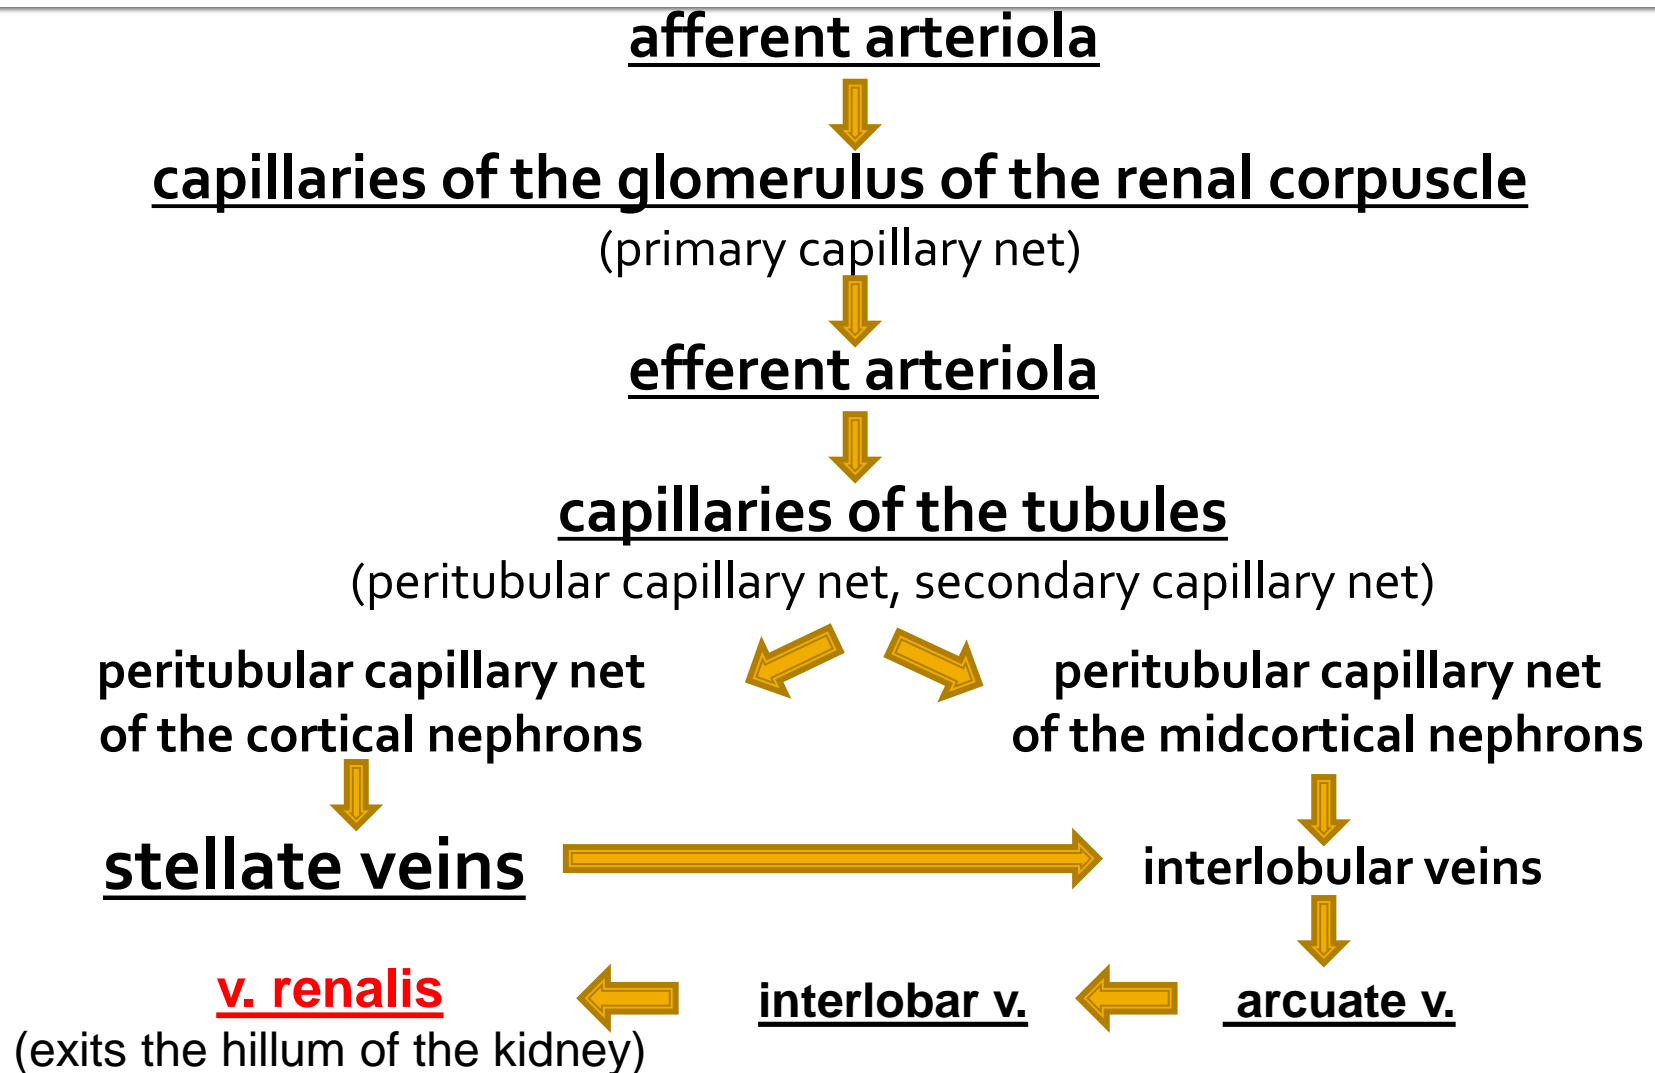 afferent arteriola
capillaries of the glomerulus of the renal corpuscle
(primary capillary net)
efferent arteriola
capillaries of the tubules
(peritubular capillary net, secondary capillary net)
peritubular capillary net
of the cortical nephrons
peritubular capillary net
of the midcortical nephrons
stellate veins
interlobular veins
v. renalis
(exits the hillum of the kidney)
interlobar v.
arcuate v.